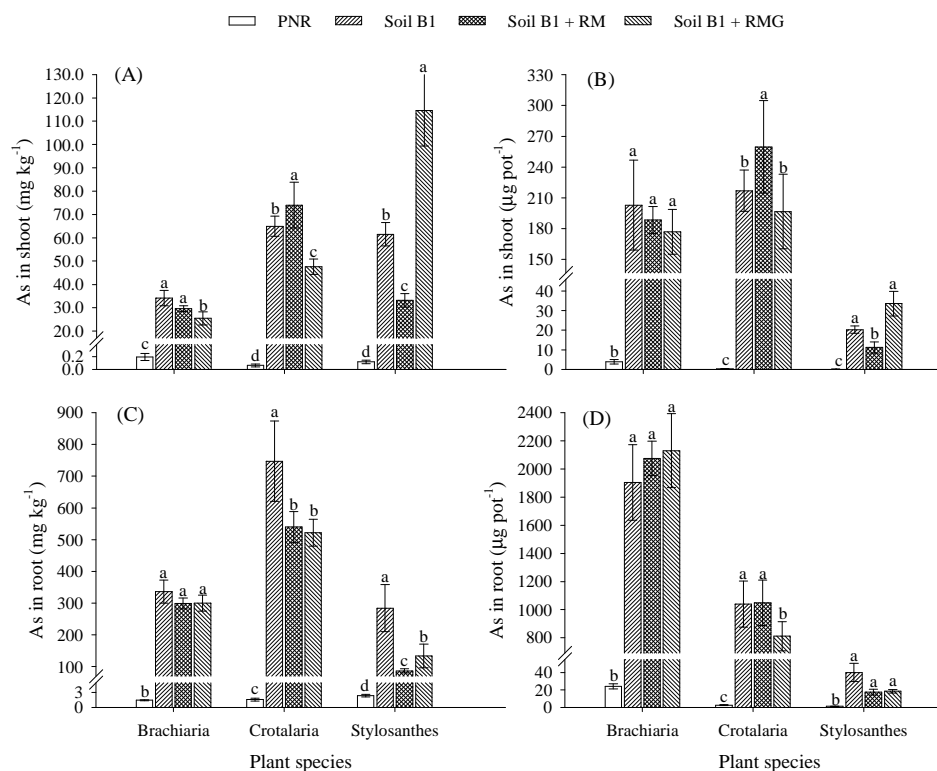 PNR Soil B1 Soil B1 + RM Soil B1 + RMG
(A)
As in shoot (mg kg⁻¹)
130.0
120.0
110.0
100.0
90.0
80.0
70.0
60.0
50.0
40.0
30.0
20.0
0.2
0.0
c a a b
d b a c
d b c a
(B)
As in shoot (µg pot⁻¹)
330
300
270
240
210
180
150
40
30
20
10
0
b a a a
c b a b
c a b a
(C)
As in root (mg kg⁻¹)
900
800
700
600
500
400
300
200
100
3
0
b a a a
c a b b
d a c b
Brachiaria Crotalaria Stylosanthes
Plant species
(D)
As in root (µg pot⁻¹)
2400
2200
2000
1800
1600
1400
1200
1000
800
40
20
0
b a a a
c a a b
b a a a
Brachiaria Crotalaria Stylosanthes
Plant species